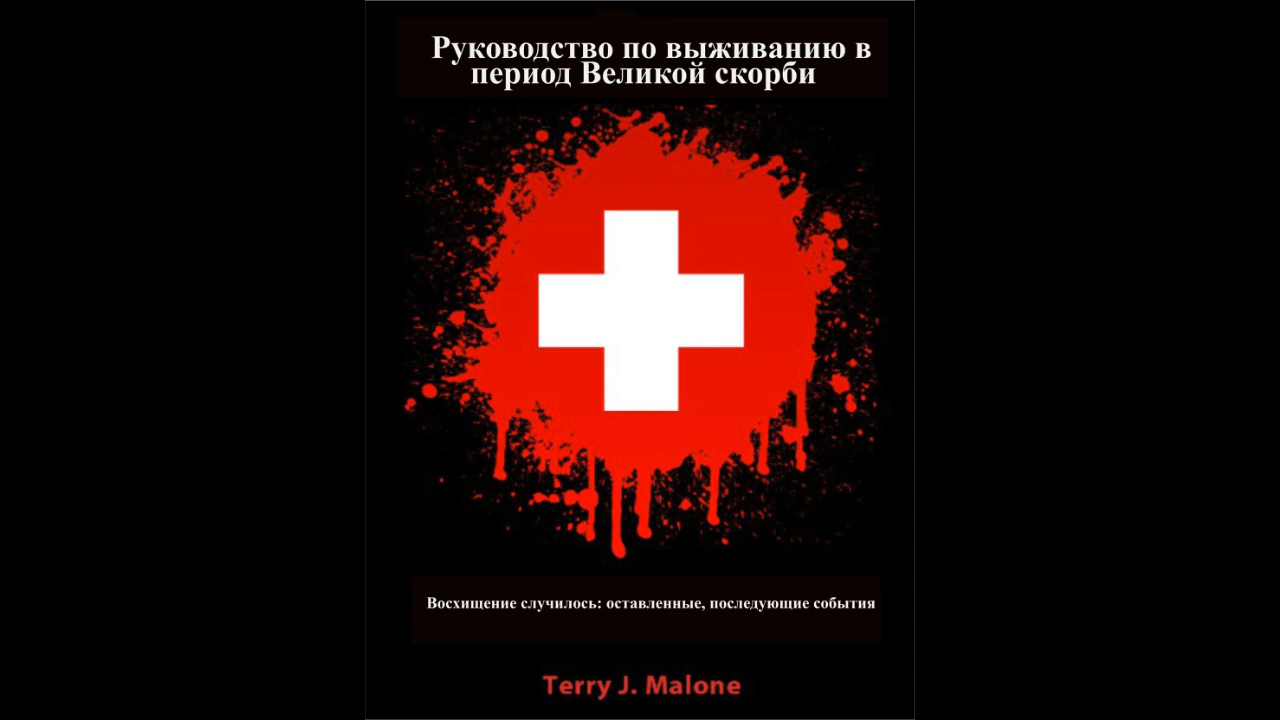 Руководство по выживанию в
период Великой скорби
Восхищение случилось: оставленные, последующие события
Terry J. Malone